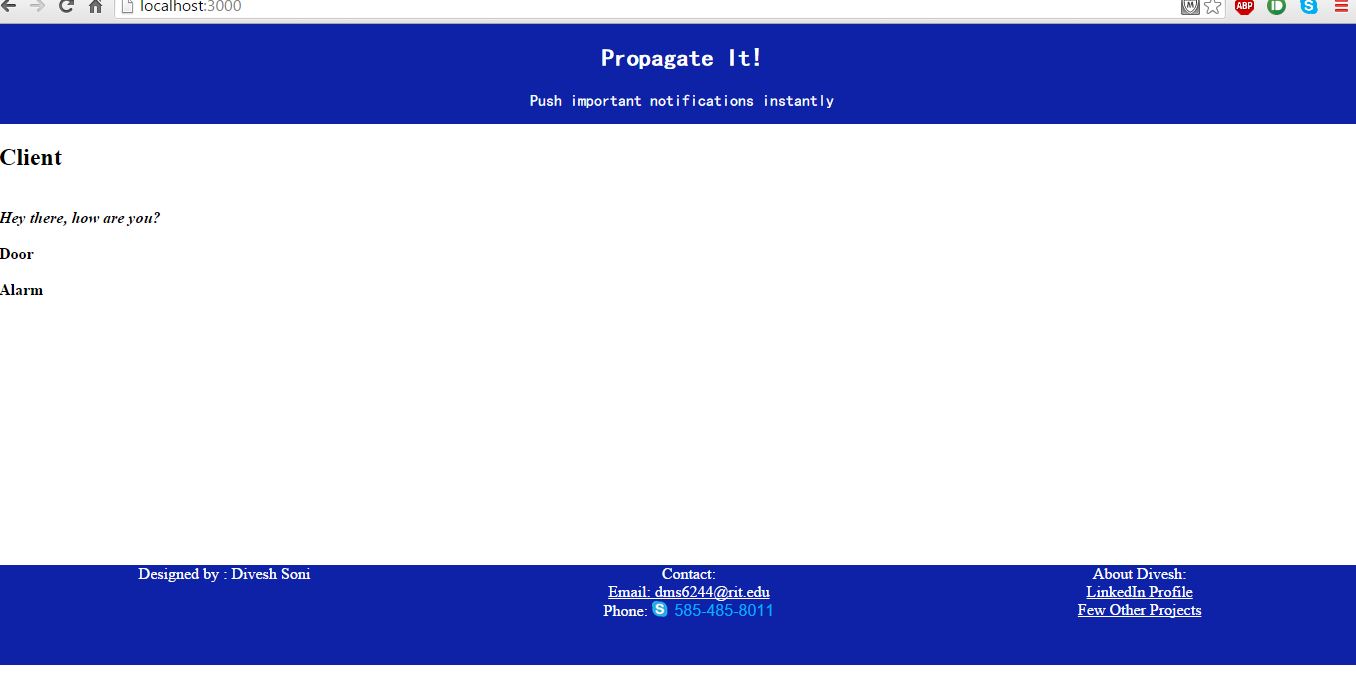 localhost:3000
ABP
Propagate It!
Push important notifications instantly
Client
Hey there, how are you?
Door
Alarm
Designed by : Divesh Soni
Contact:
Email: dms6244@rit.edu
Phone: S 585-485-8011
About Divesh:
LinkedIn Profile
Few Other Projects